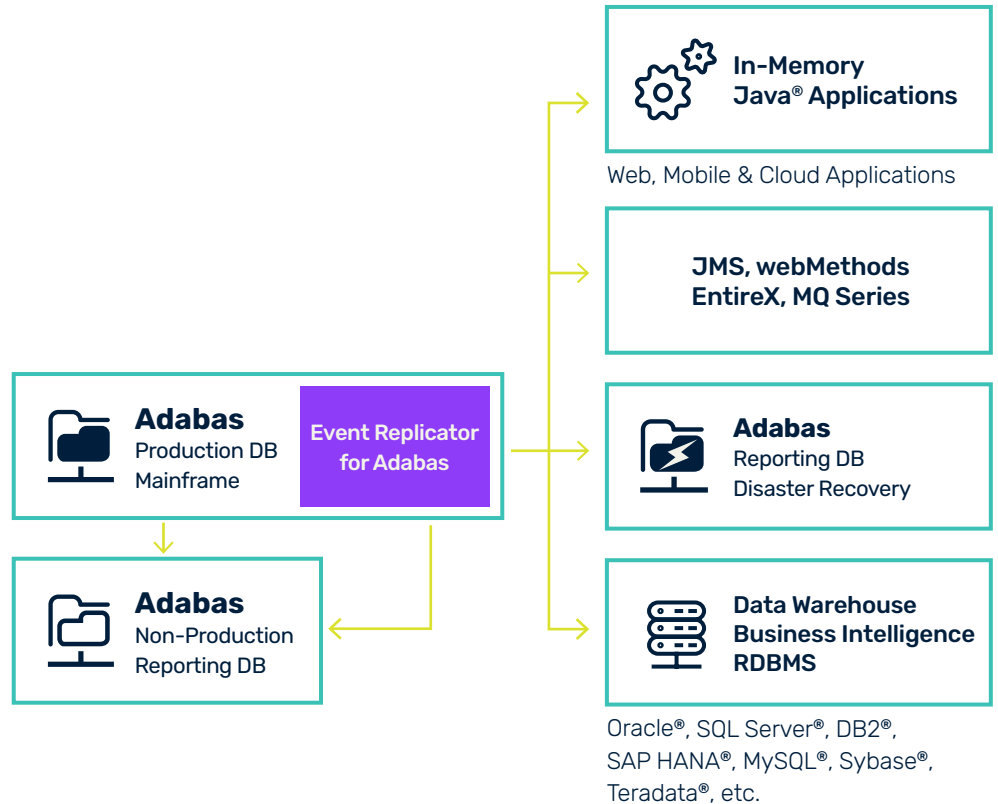 In-Memory
Java® Applications
Web, Mobile & Cloud Applications
JMS, webMethods
EntireX, MQ Series
Adabas
Production DB
Mainframe
Event Replicator
for Adabas
Adabas
Reporting DB
Disaster Recovery
Adabas
Non-Production
Reporting DB
Data Warehouse
Business Intelligence
RDBMS
Oracle®, SQL Server®, DB2®,
SAP HANA®, MySQL®, Sybase®,
Teradata®, etc.